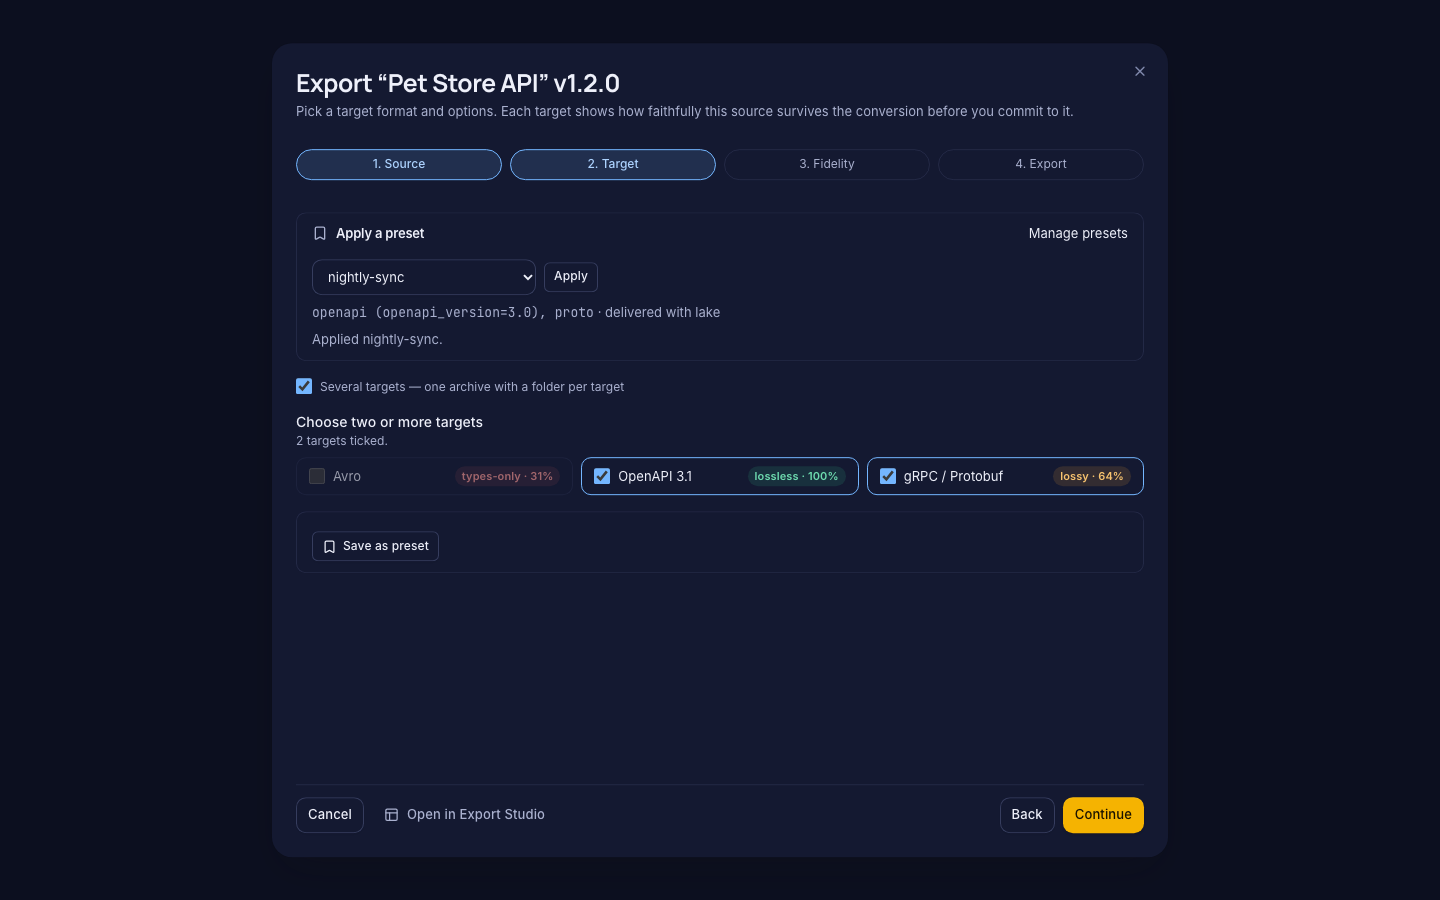 Export “Pet Store API” v1.2.0
Pick a target format and options. Each target shows how faithfully this source survives the conversion before you commit to it.
1. Source
2. Target
3. Fidelity
4. Export
Apply a preset
Manage presets
nightly-sync
Apply
openapi (openapi_version=3.0), proto · delivered with lake
Applied nightly-sync.
Several targets — one archive with a folder per target
Choose two or more targets
2 targets ticked.
Avro
types-only · 31%
OpenAPI 3.1
lossless · 100%
gRPC / Protobuf
lossy · 64%
Save as preset
Cancel
Open in Export Studio
Back
Continue